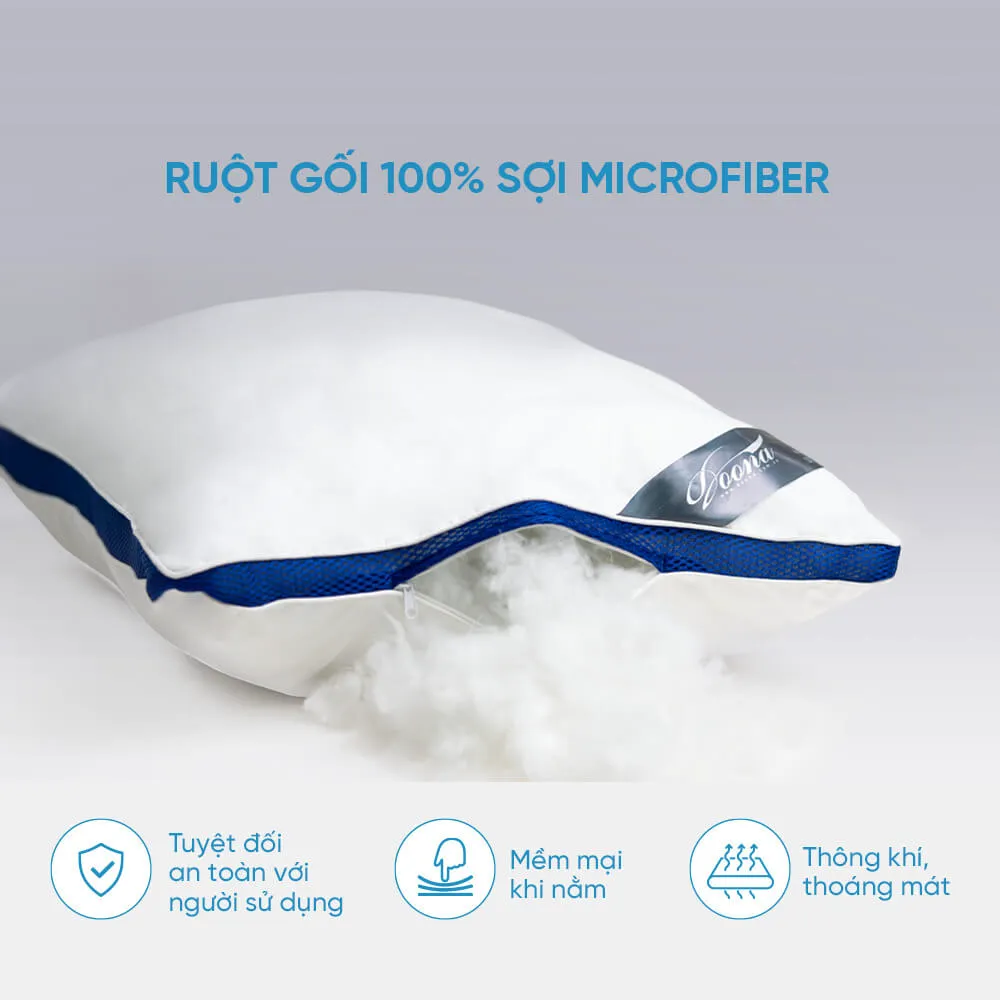 RUỘT GỐI 100% SỢI MICROFIBER
Doona
Tuyệt đối
an toàn với
người sử dụng
Mềm mại
khi nằm
Thông khí,
thoáng mát